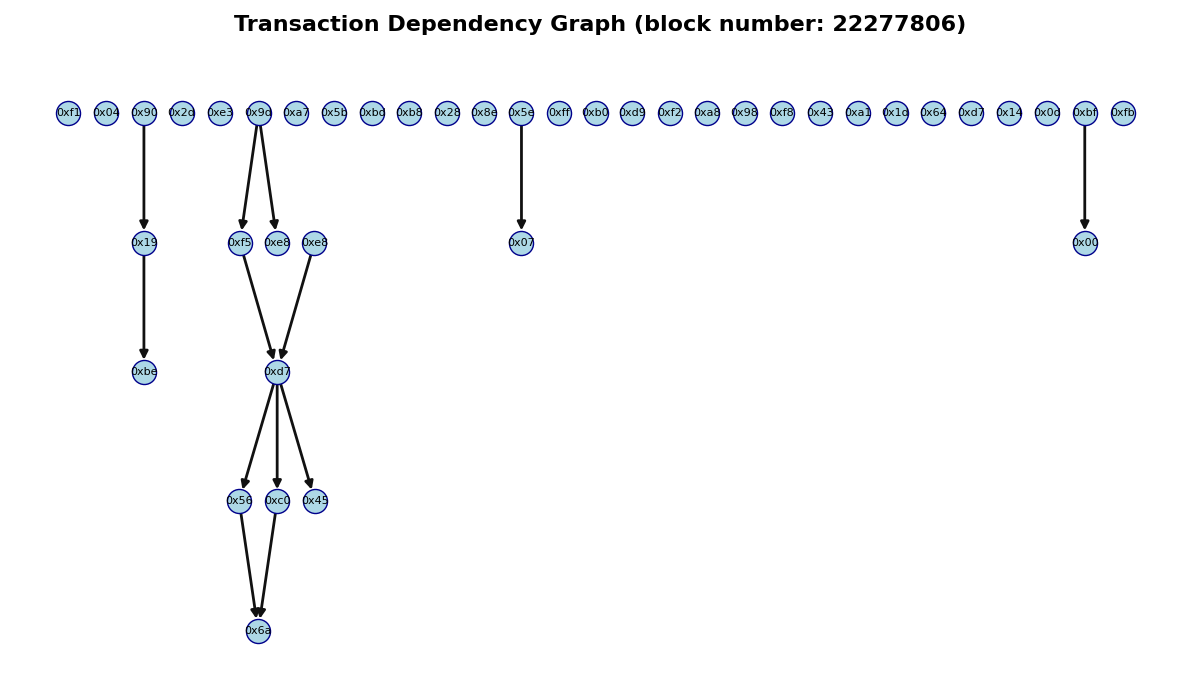 Transaction Dependency Graph (block number: 22277806)
0xf1 0x04 0x90 0x2d 0xe3 0x9d 0xa7 0x5b 0xbd 0xb8 0x28 0x8e 0x5e 0xff 0xb0 0xd9 0xf2 0xa8 0x98 0xf8 0x43 0xa1 0x1d 0x64 0xd7 0x14 0x0d 0xbf 0xfb
0x19 0xf5 0xe8 0xe8 0x07 0x00
0xbe 0xd7
0x56 0xc0 0x45
0x6a